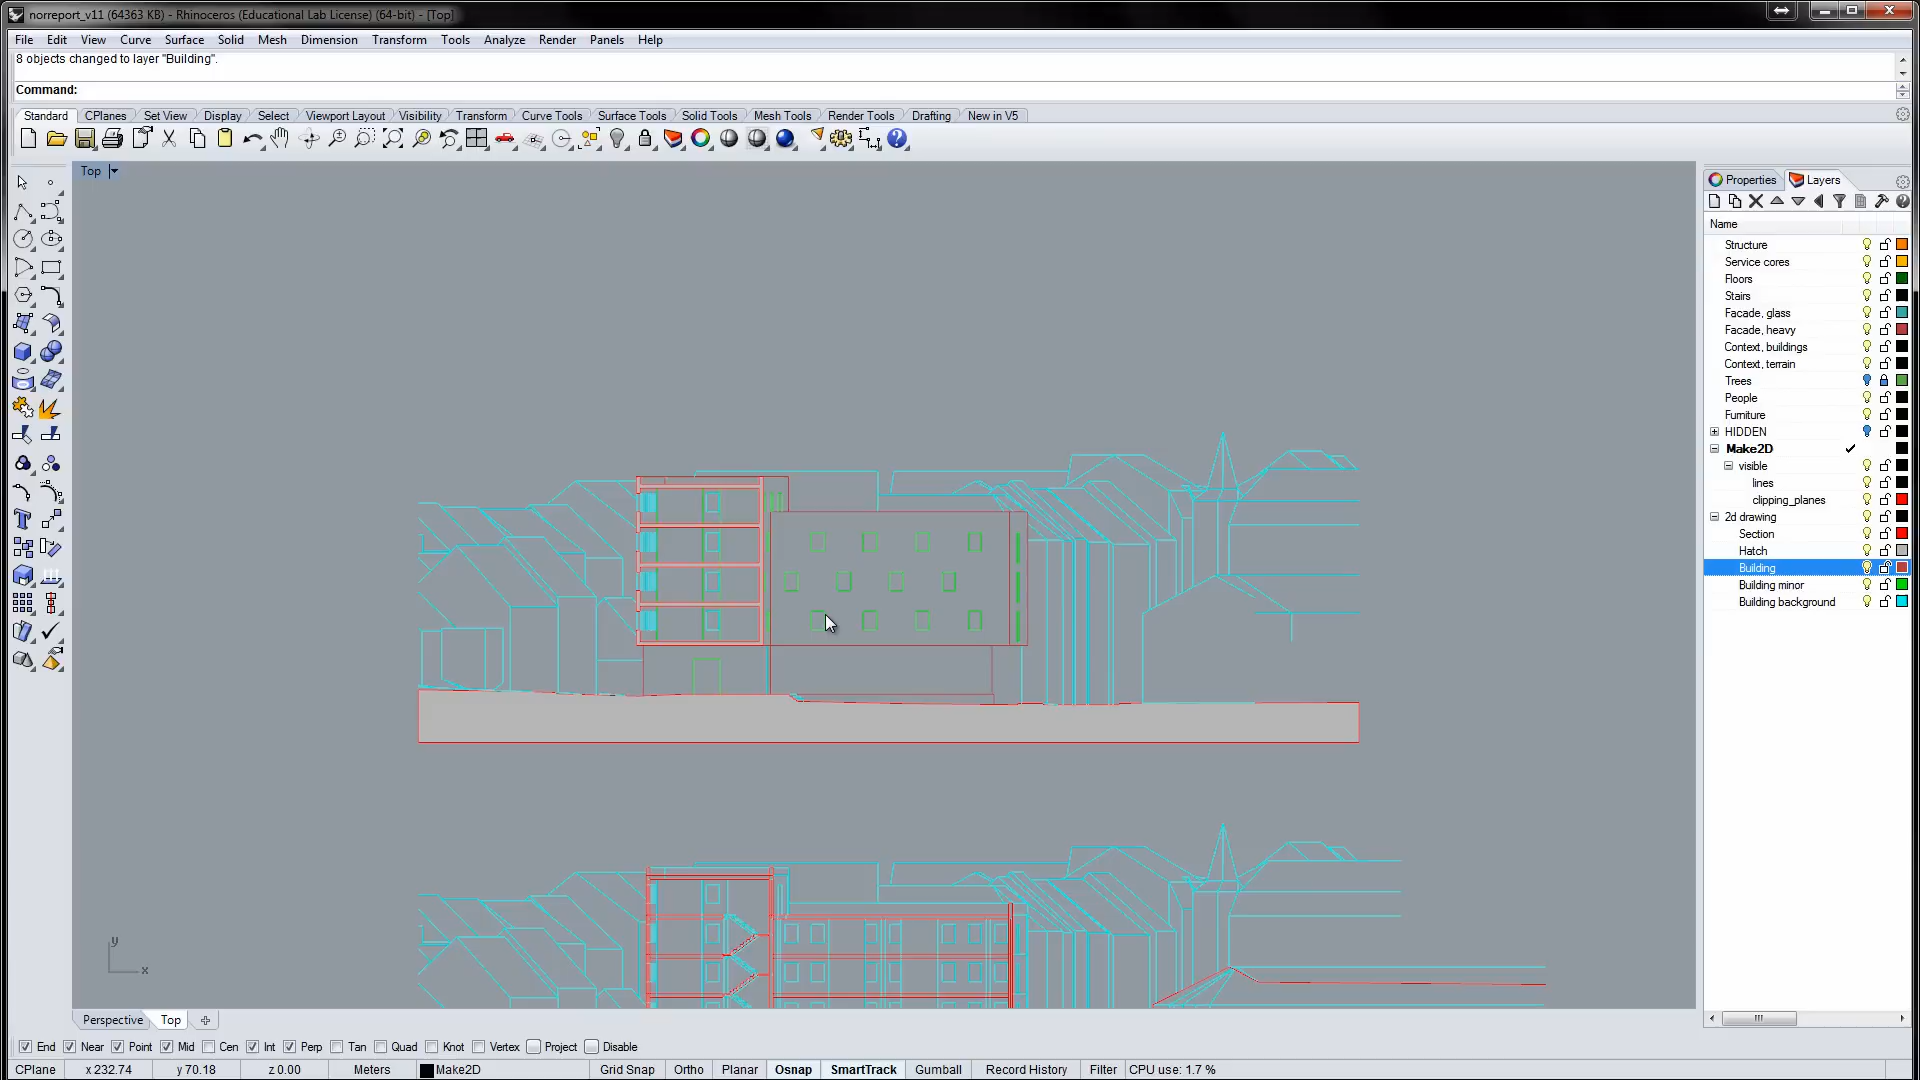 norreport_v11 (64363 KB) - Rhinoceros (Educational Lab License) (64-bit) - [Top]
File Edit View Curve Surface Solid Mesh Dimension Transform Tools Analyze Render Panels Help
8 objects changed to layer "Building".
Command:
Standard CPlanes Set View Display Select Viewport Layout Visibility Transform Curve Tools Surface Tools Solid Tools Mesh Tools Render Tools Drafting New in V5
Top
Properties Layers
Name
Structure
Service cores
Floors
Stairs
Facade, glass
Facade, heavy
Context, buildings
Context, terrain
Trees
People
Furniture
HIDDEN
Make2D
visible
lines
clipping_planes
2d drawing
Section
Hatch
Building
Building minor
Building background
y
x
Perspective Top
End Near Point Mid Cen Int Perp Tan Quad Knot Vertex Project Disable
CPlane x 232.74 y 70.18 z 0.00 Meters Make2D Grid Snap Ortho Planar Osnap SmartTrack Gumball Record History Filter CPU use: 1.7 %